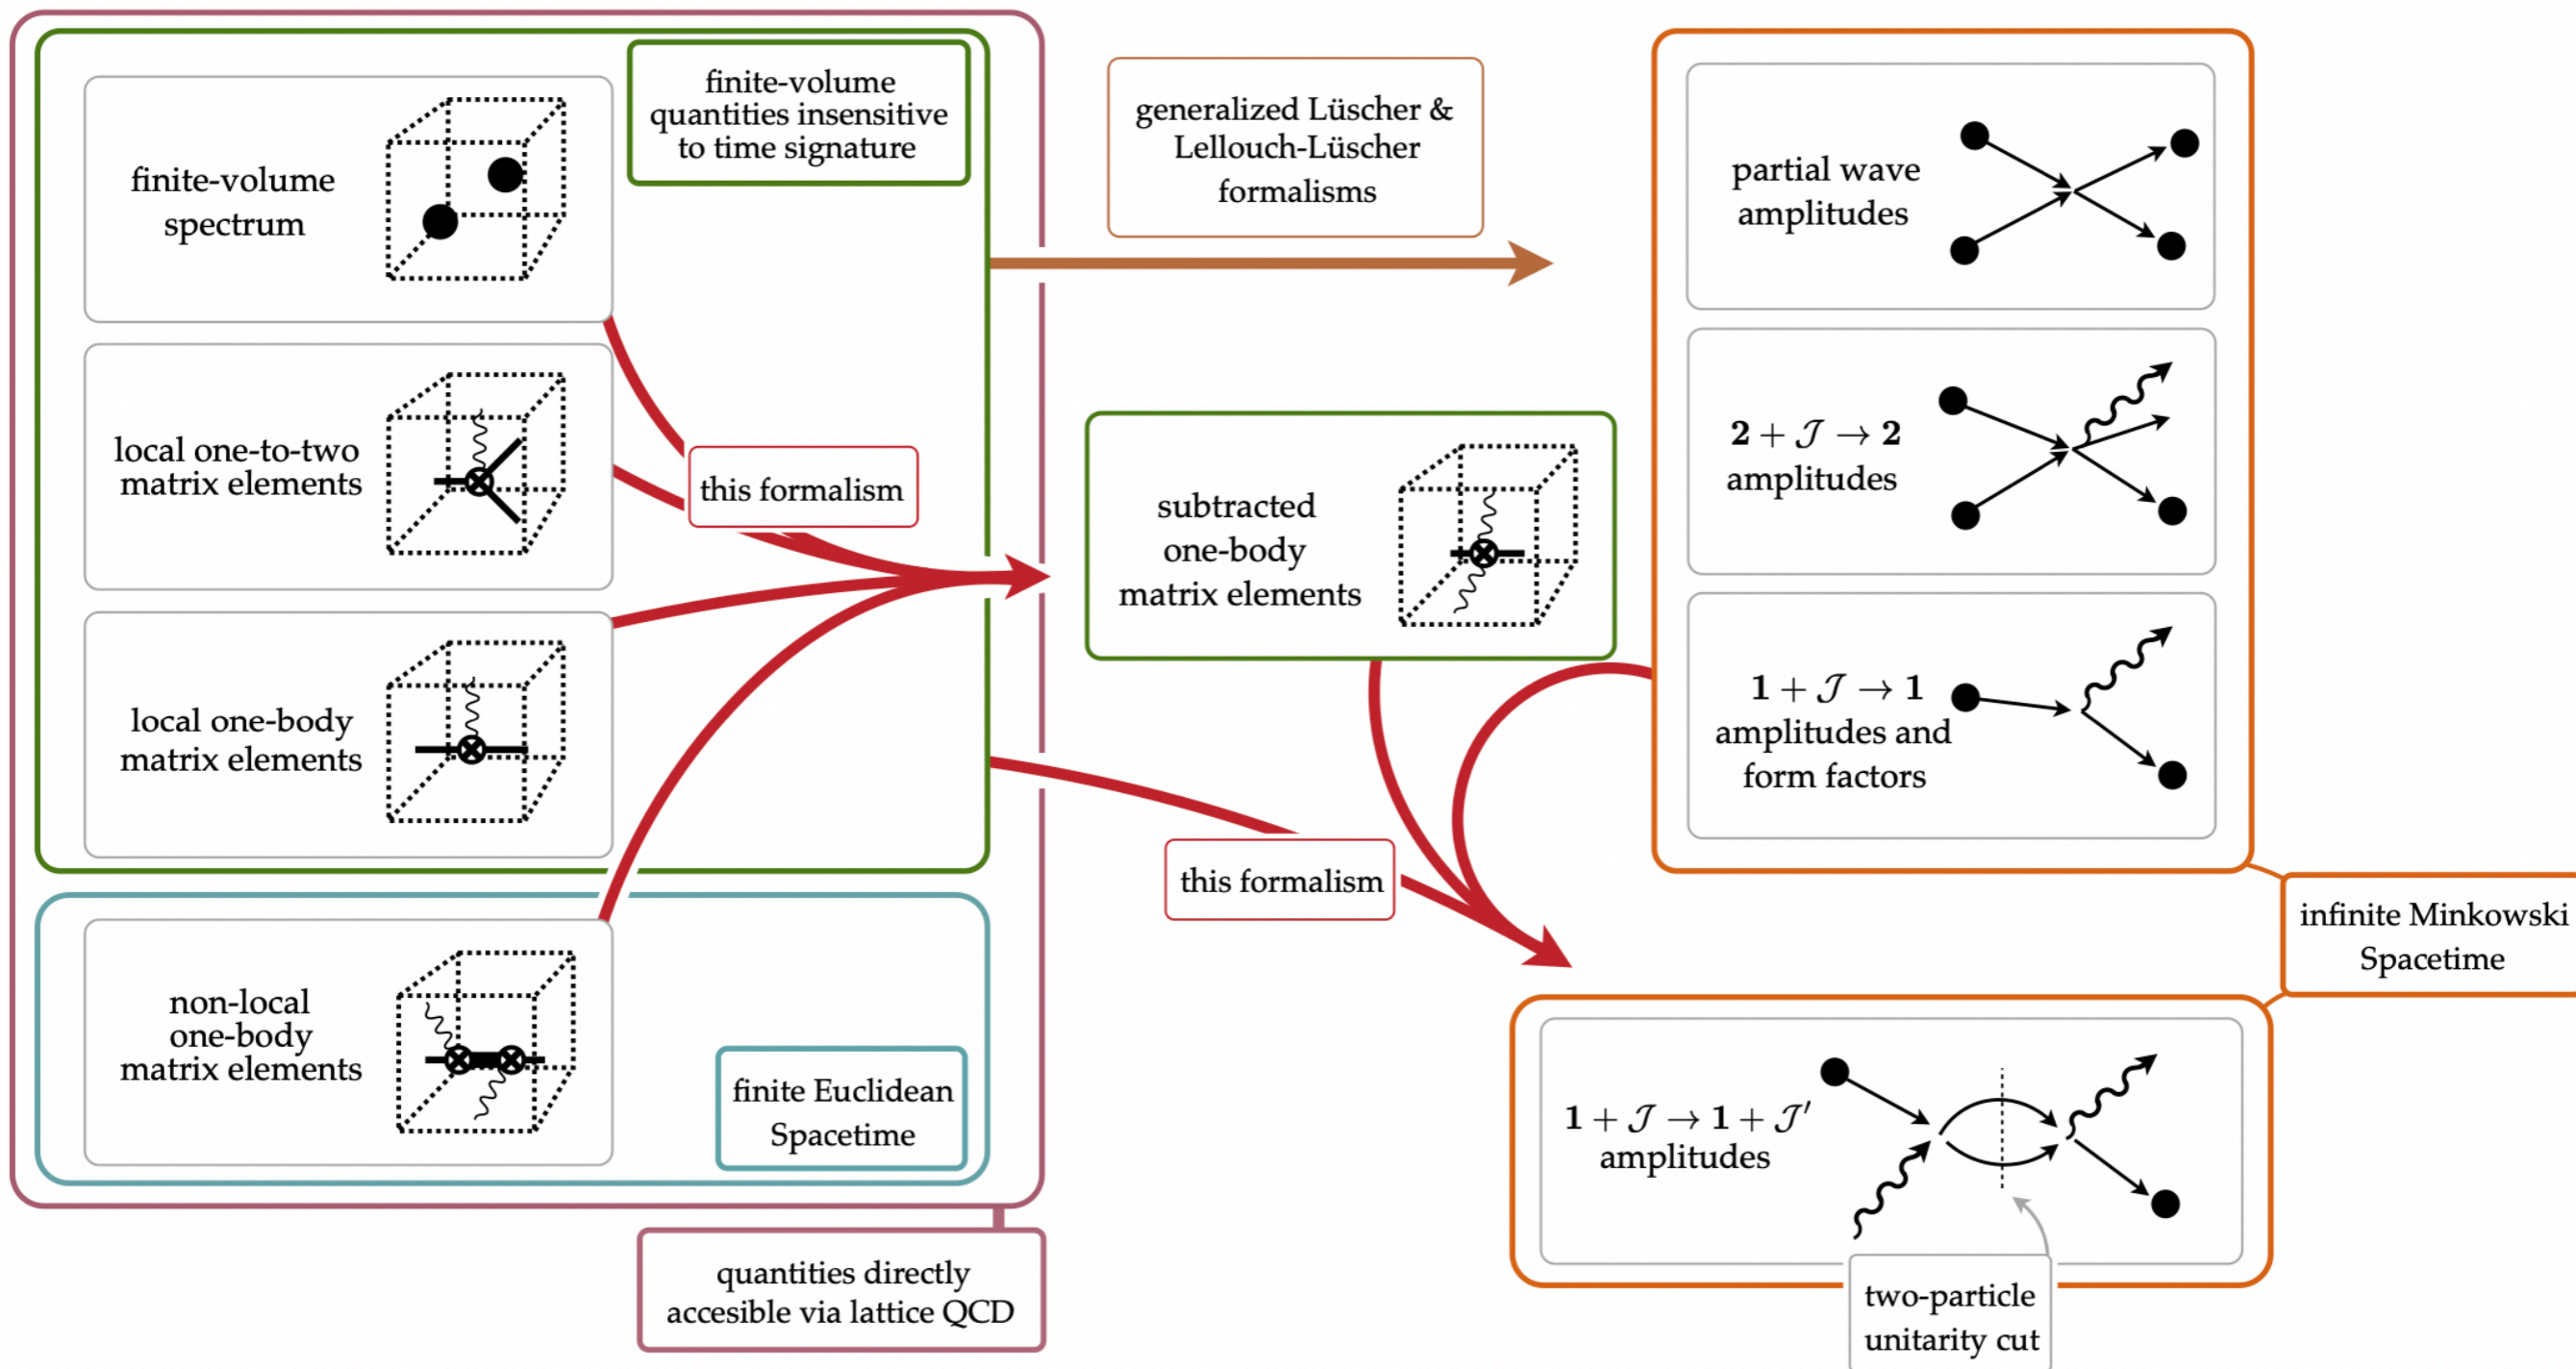 finite-volume
quantities insensitive
to time signature
finite-volume
spectrum
local one-to-two
matrix elements
this formalism
local one-body
matrix elements
non-local
one-body
matrix elements
finite Euclidean
Spacetime
quantities directly
accesible via lattice QCD
generalized Lüscher &
Lellouch-Lüscher
formalisms
subtracted
one-body
matrix elements
this formalism
partial wave
amplitudes
2 + 𝒥 → 2
amplitudes
1 + 𝒥 → 1
amplitudes and
form factors
infinite Minkowski
Spacetime
1 + 𝒥 → 1 + 𝒥′
amplitudes
two-particle
unitarity cut